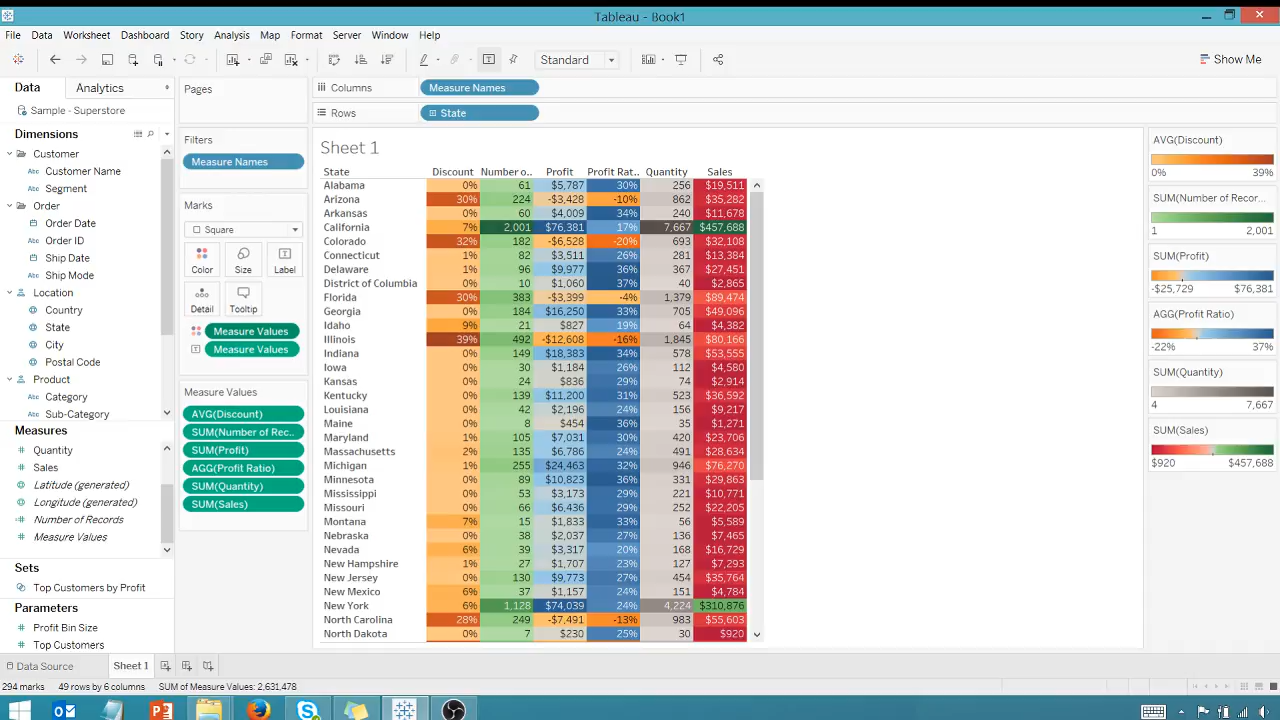 Tableau - Book1
File Data Worksheet Dashboard Story Analysis Map Format Server Window Help
Standard
Show Me
Data Analytics
Sample - Superstore
Dimensions
Customer
Customer Name
Abc Segment
Order
Order Date
Abc Order ID
Ship Date
Abc Ship Mode
Location
Country
State
City
Postal Code
Product
Abc Category
Abc Sub-Category
Measures
Quantity
Sales
Latitude (generated)
Longitude (generated)
Number of Records
Measure Values
Sets
Top Customers by Profit
Parameters
Profit Bin Size
Top Customers
Pages
Filters
Measure Names
Marks
Square
Color Size Label
Detail Tooltip
Measure Values
Measure Values
Measure Values
AVG(Discount)
SUM(Number of Rec..
SUM(Profit)
AGG(Profit Ratio)
SUM(Quantity)
SUM(Sales)
Columns Measure Names
Rows State
Sheet 1
State Discount Number o.. Profit Profit Rat.. Quantity Sales
Alabama 0% 61 $5,787 30% 256 $19,511
Arizona 30% 224 -$3,428 -10% 862 $35,282
Arkansas 0% 60 $4,009 34% 240 $11,678
California 7% 2,001 $76,381 17% 7,667 $457,688
Colorado 32% 182 -$6,528 -20% 693 $32,108
Connecticut 1% 82 $3,511 26% 281 $13,384
Delaware 1% 96 $9,977 36% 367 $27,451
District of Columbia 0% 10 $1,060 37% 40 $2,865
Florida 30% 383 -$3,399 -4% 1,379 $89,474
Georgia 0% 184 $16,250 33% 705 $49,096
Idaho 9% 21 $827 19% 64 $4,382
Illinois 39% 492 -$12,608 -16% 1,845 $80,166
Indiana 0% 149 $18,383 34% 578 $53,555
Iowa 0% 30 $1,184 26% 112 $4,580
Kansas 0% 24 $836 29% 74 $2,914
Kentucky 0% 139 $11,200 31% 523 $36,592
Louisiana 0% 42 $2,196 24% 156 $9,217
Maine 0% 8 $454 36% 35 $1,271
Maryland 1% 105 $7,031 30% 420 $23,706
Massachusetts 2% 135 $6,786 24% 491 $28,634
Michigan 1% 255 $24,463 32% 946 $76,270
Minnesota 0% 89 $10,823 36% 331 $29,863
Mississippi 0% 53 $3,173 29% 221 $10,771
Missouri 0% 66 $6,436 29% 252 $22,205
Montana 7% 15 $1,833 33% 56 $5,589
Nebraska 0% 38 $2,037 27% 136 $7,465
Nevada 6% 39 $3,317 20% 168 $16,729
New Hampshire 1% 27 $1,707 23% 127 $7,293
New Jersey 0% 130 $9,773 27% 454 $35,764
New Mexico 6% 37 $1,157 24% 151 $4,784
New York 6% 1,128 $74,039 24% 4,224 $310,876
North Carolina 28% 249 -$7,491 -13% 983 $55,603
North Dakota 0% 7 $230 25% 30 $920
AVG(Discount)
0% 39%
SUM(Number of Recor...
1 2,001
SUM(Profit)
-$25,729 $76,381
AGG(Profit Ratio)
-22% 37%
SUM(Quantity)
4 7,667
SUM(Sales)
$920 $457,688
Data Source Sheet 1
294 marks 49 rows by 6 columns SUM of Measure Values: 2,631,478